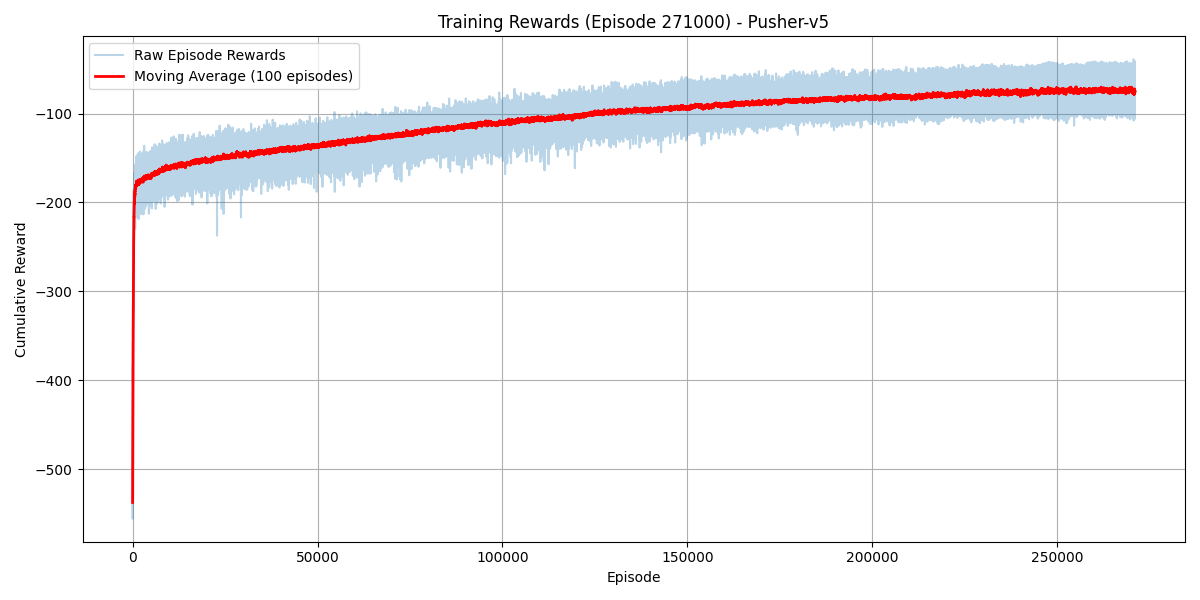 Training Rewards (Episode 271000) - Pusher-v5
Raw Episode Rewards
Moving Average (100 episodes)
Cumulative Reward
−100
−200
−300
−400
−500
0
50000
100000
150000
200000
250000
Episode